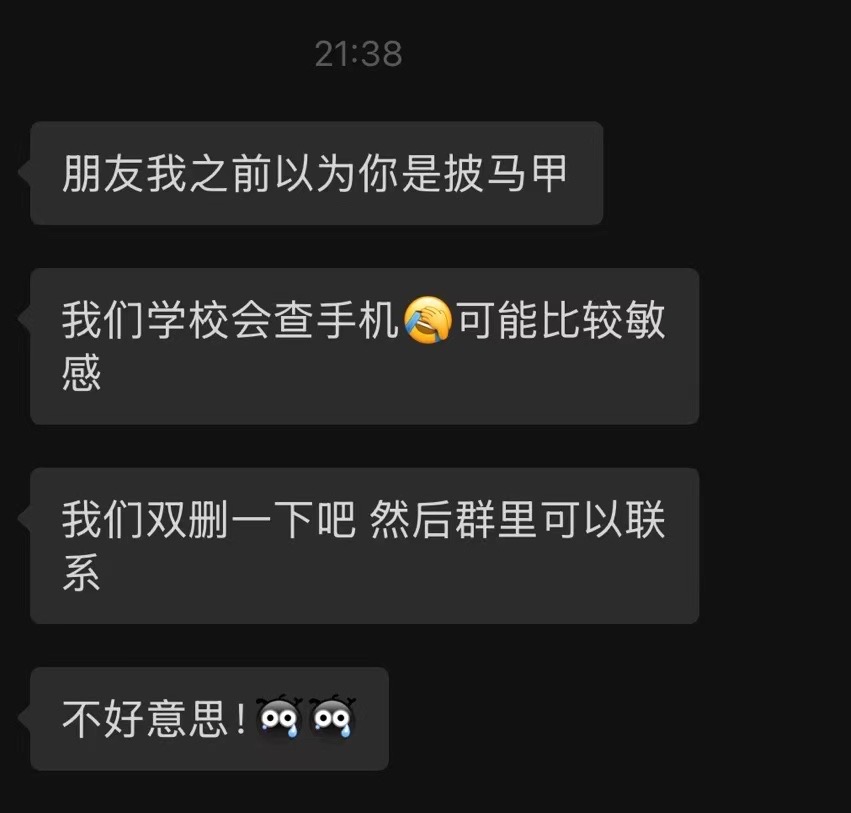 21:38
朋友我之前以为你是披马甲
我们学校会查手机🤦可能比较敏
感
我们双删一下吧 然后群里可以联
系
不好意思!